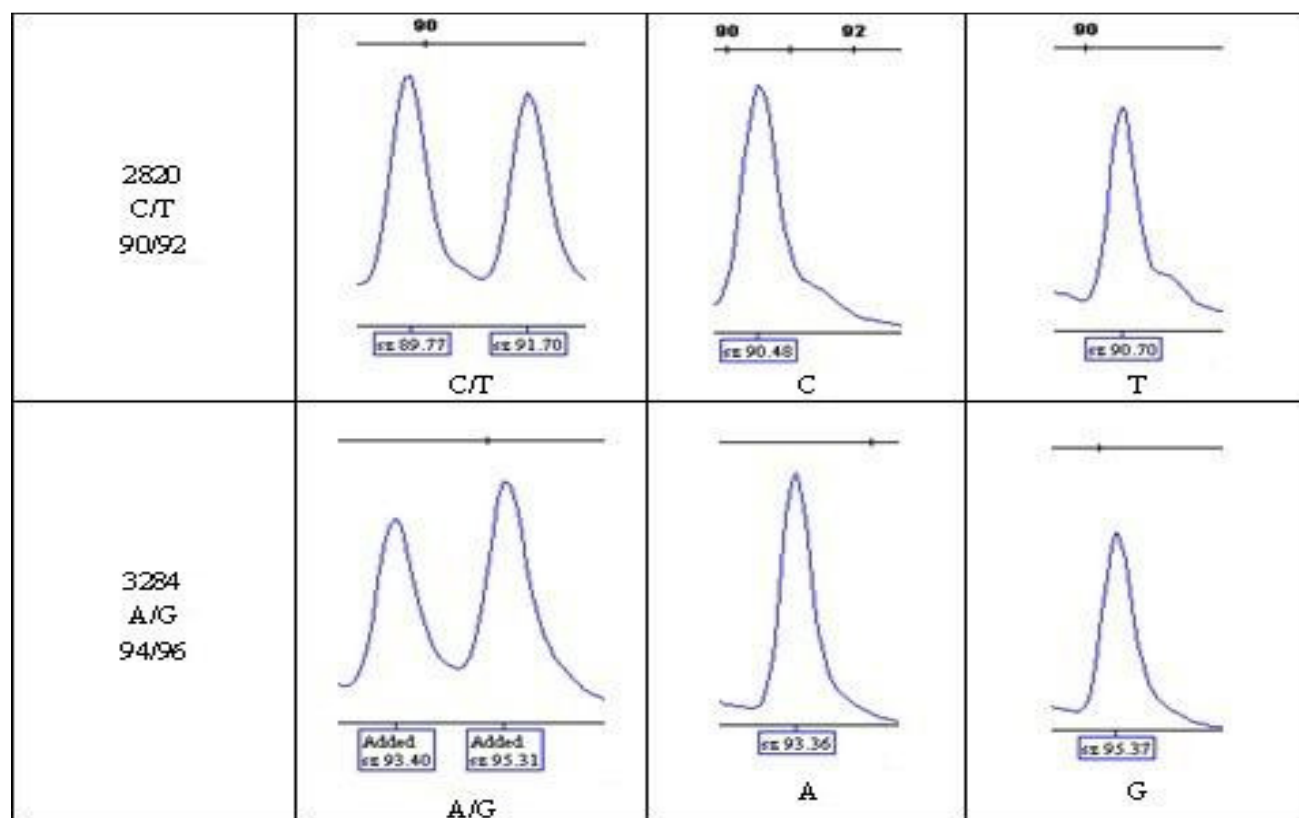 2820
C/T
90/92
90
sz 89.77
sz 91.70
C/T
90 92
sz 90.48
C
90
sz 90.70
T
3284
A/G
94/96
Added
sz 93.40
Added
sz 95.31
A/G
sz 93.36
A
sz 95.37
G